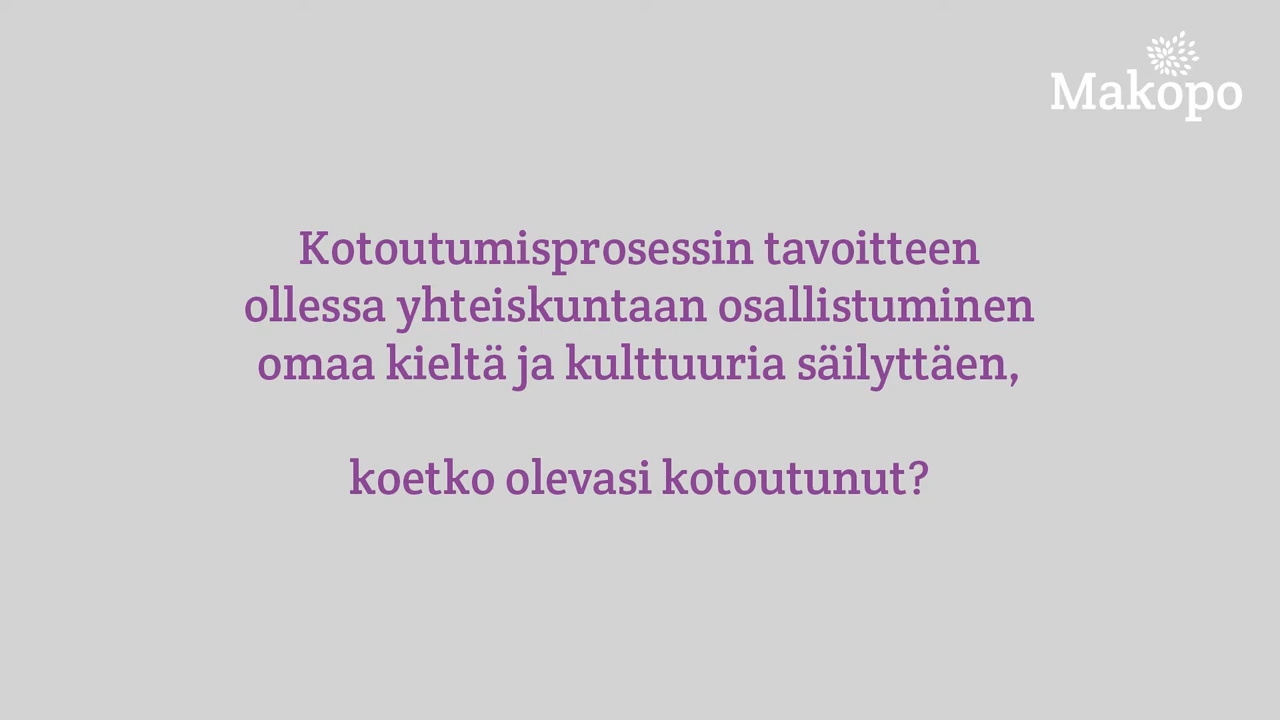 Makopo
Kotoutumisprosessin tavoitteen
ollessa yhteiskuntaan osallistuminen
omaa kieltä ja kulttuuria säilyttäen,
koetko olevasi kotoutunut?